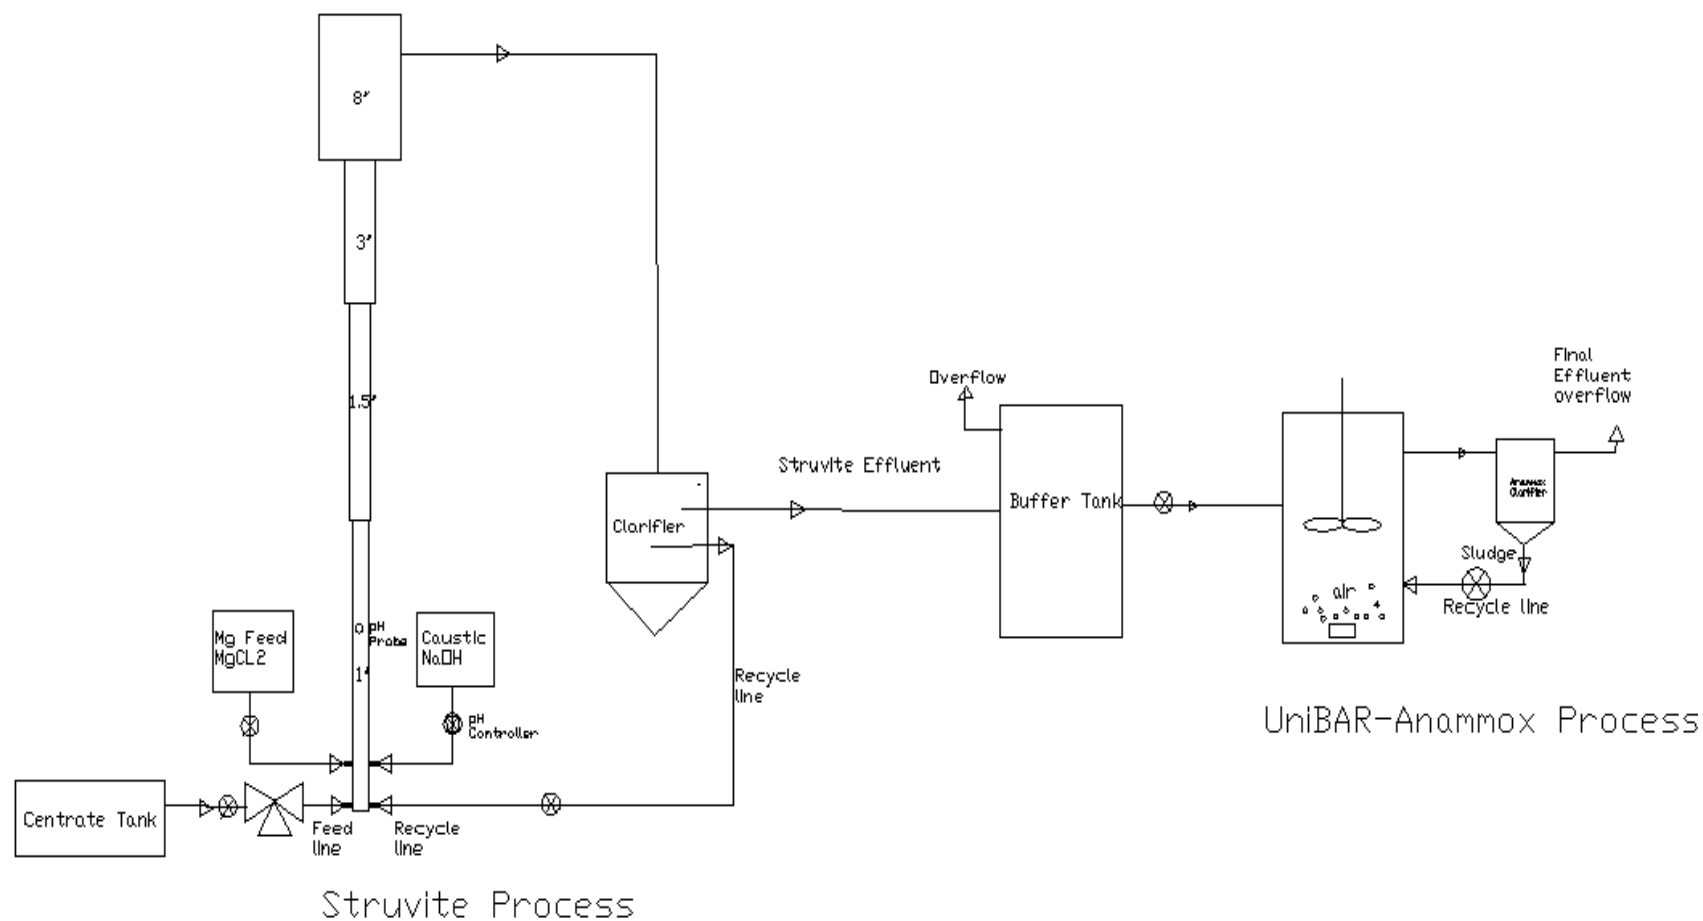 8"
3"
1.5"
Overflow
Final
Effluent
overflow
Struvite Effluent
Buffer Tank
Anammox
Clarifier
Clarifier
Sludge
air
Recycle line
Mg Feed
MgCL2
pH
Probe
1"
Caustic
NaOH
pH
Controller
Recycle
line
UniBAR-Anammox Process
Centrate Tank
Feed
line
Recycle
line
Struvite Process